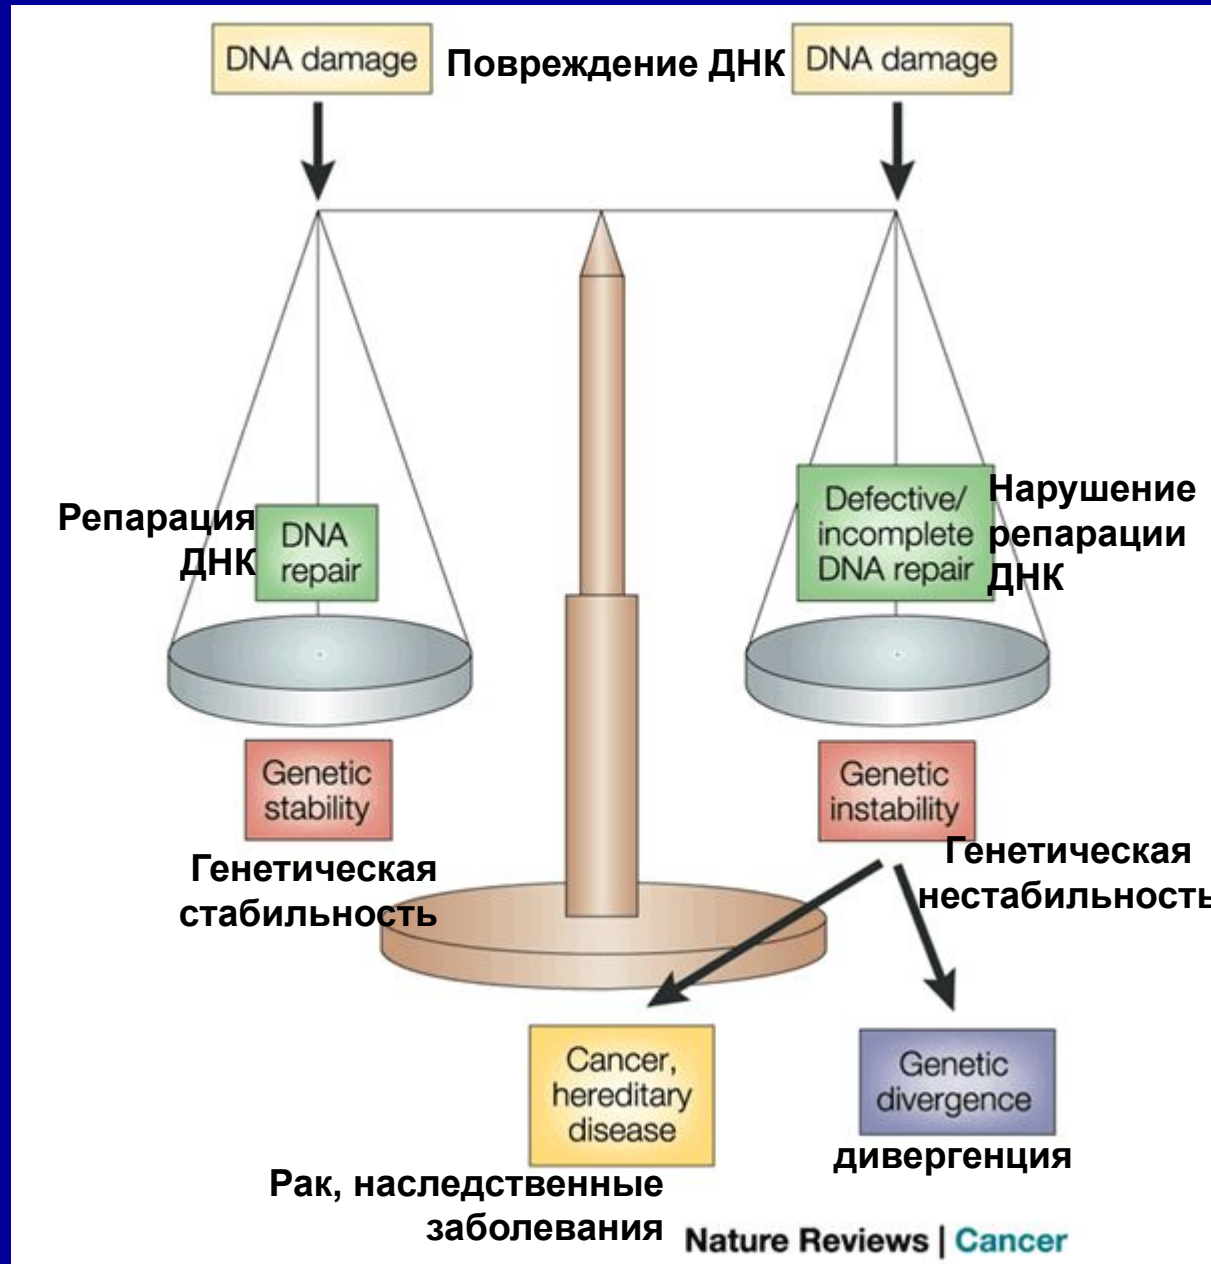 DNA damage
Повреждение ДНК
DNA damage
Репарация
ДНК
DNA
repair
Defective/
incomplete
DNA repair
Нарушение
репарации
ДНК
Genetic
stability
Генетическая
стабильность
Genetic
instability
Генетическая
нестабильность
Cancer,
hereditary
disease
Рак, наследственные
заболевания
Genetic
divergence
дивергенция
Nature Reviews | Cancer